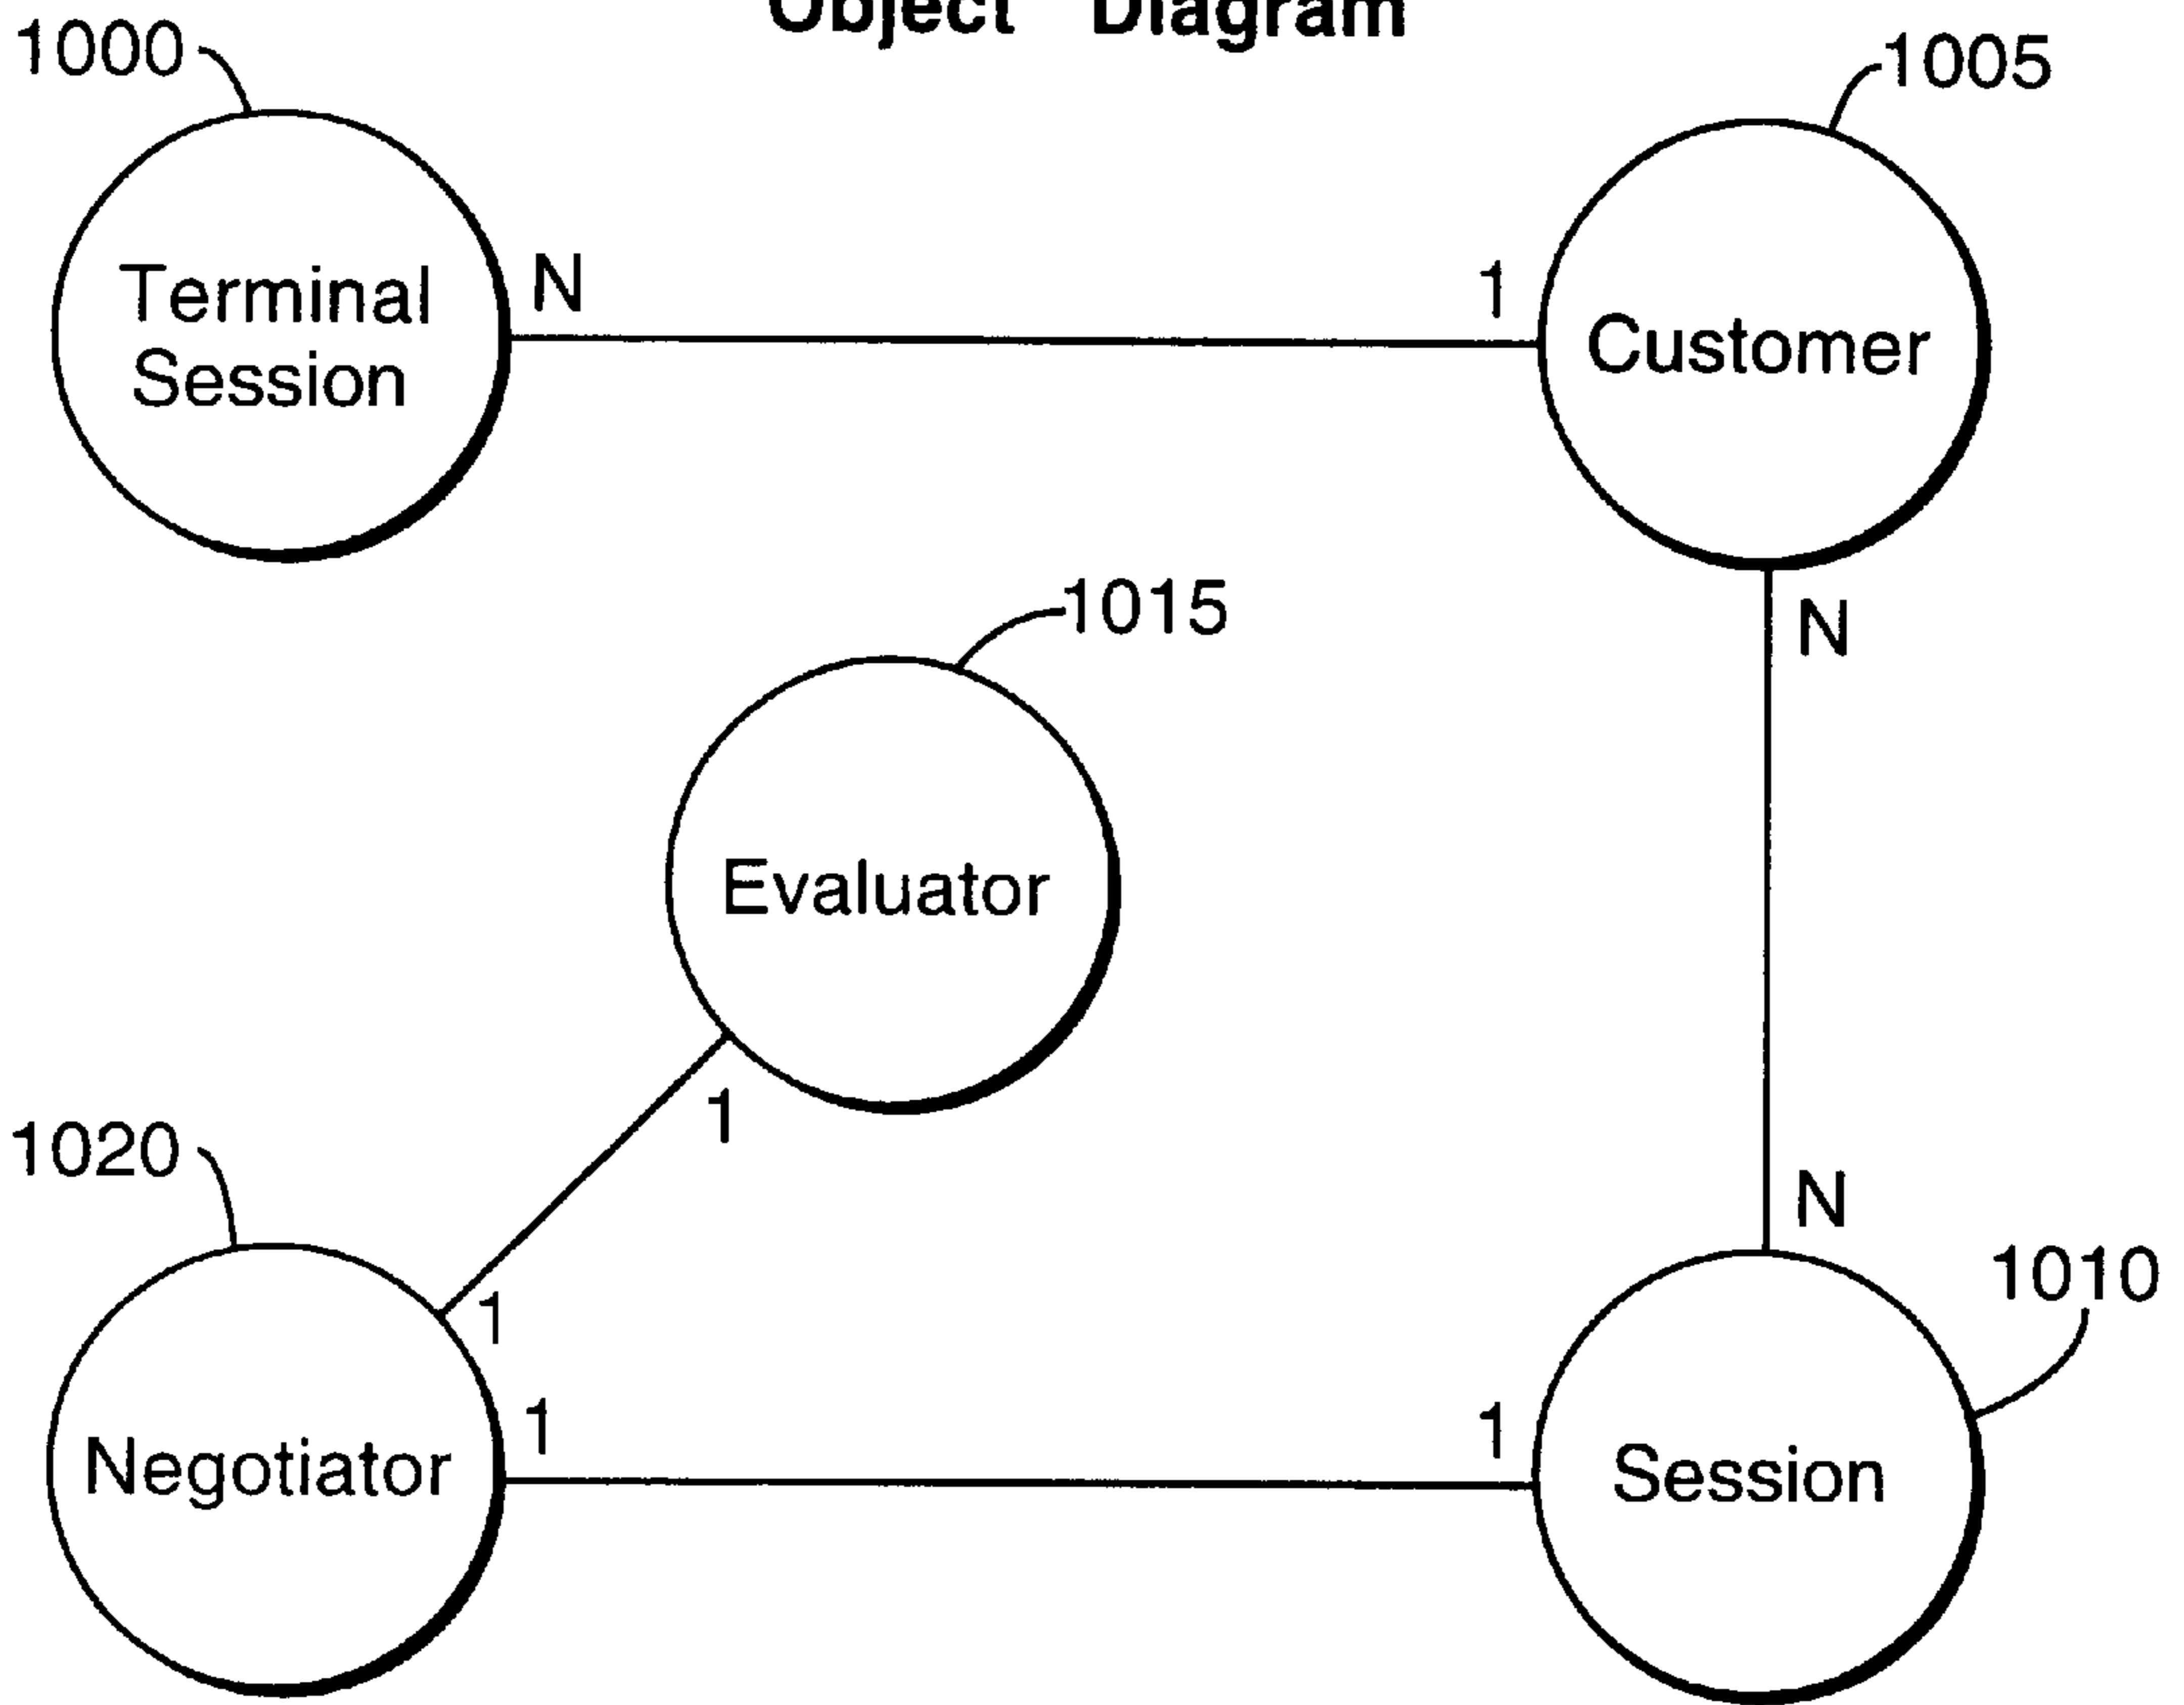 Object Diagram
1000
1005
Terminal
Session
N
1
Customer
1015
N
Evaluator
1
1020
N
1010
1
1
1
Negotiator
Session